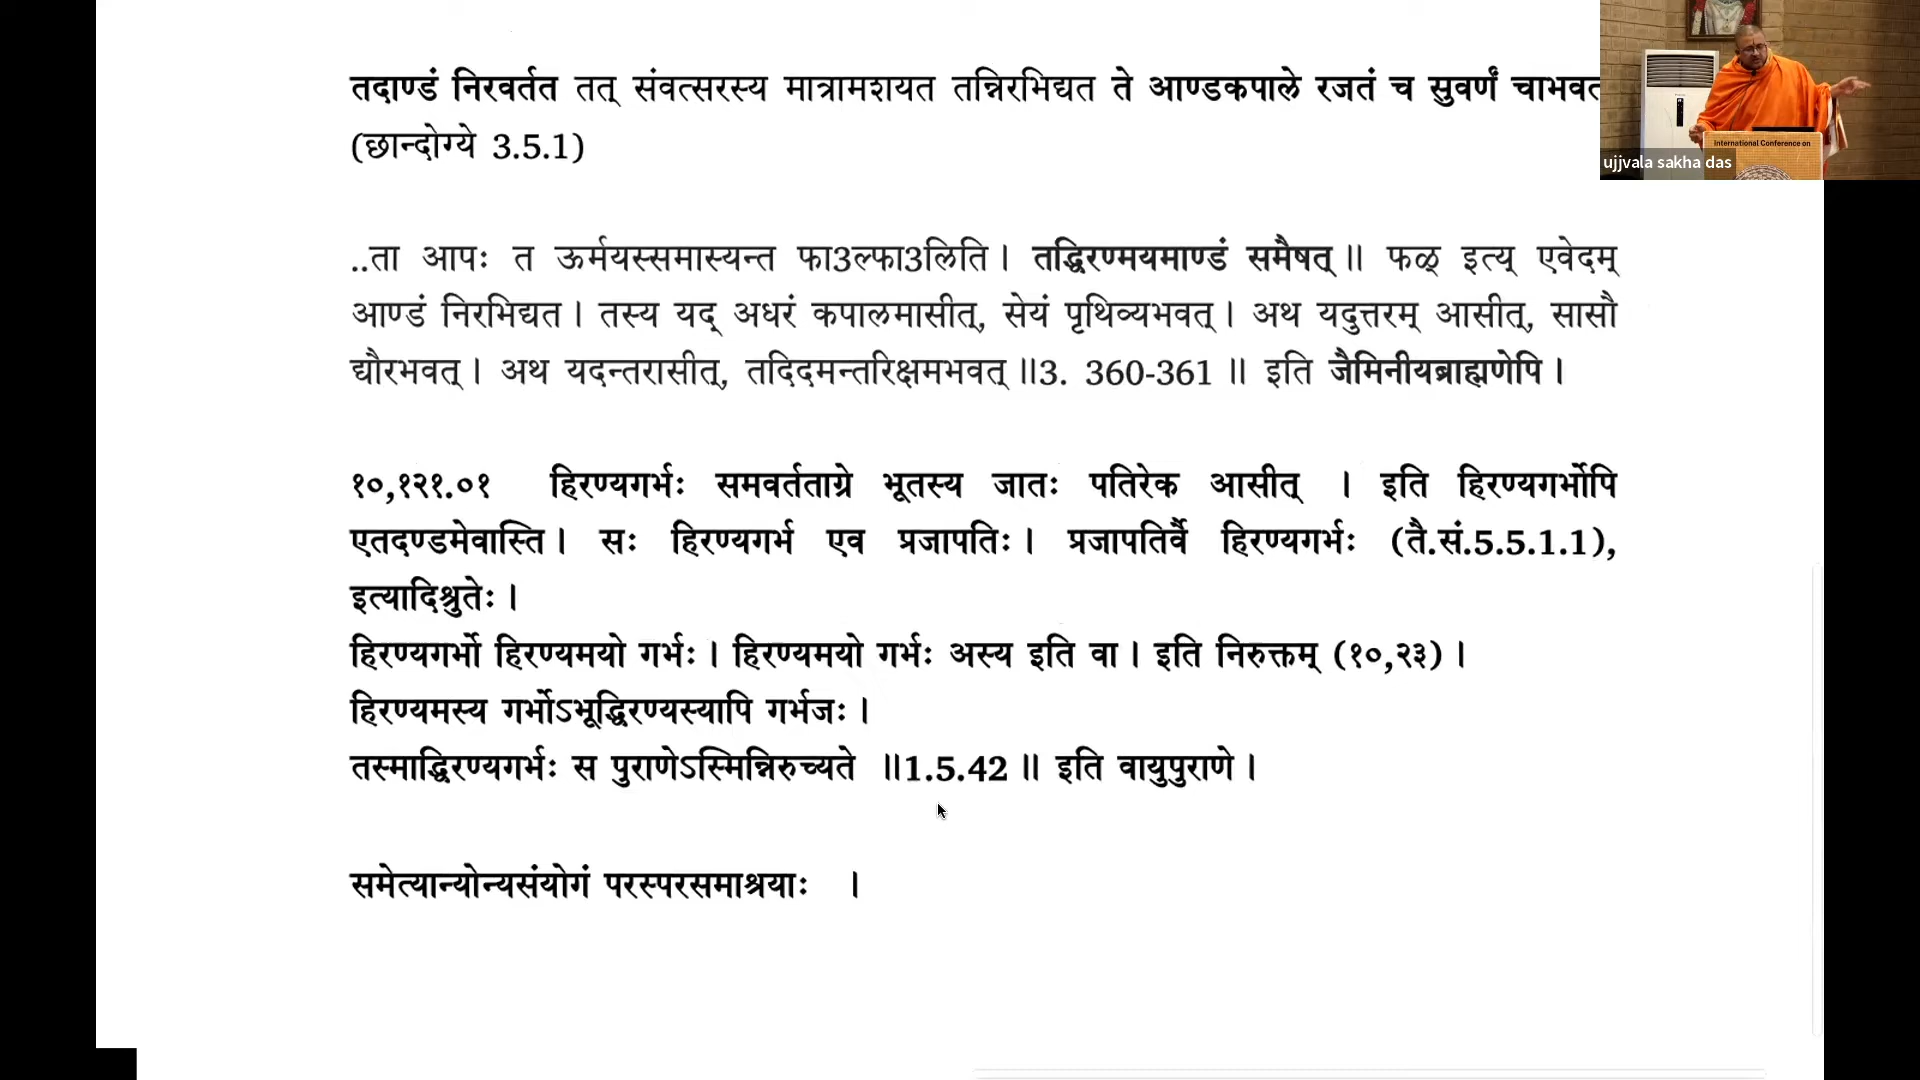 तदाण्डं निरवर्तत तत् संवत्सरस्य मात्रामशयत तन्निरभिद्यत ते आण्डकपाले रजतं च सुवर्णं चाभवत
(छान्दोग्ये 3.5.1)
..ता आपः त ऊर्मयस्समास्यन्त फा3ल्फा3लिति। तद्धिरण्मयमाण्डं समैषत्॥ फळ् इत्य् एवेदम्
आण्डं निरभिद्यत। तस्य यद् अधरं कपालमासीत्, सेयं पृथिव्यभवत्। अथ यदुत्तरम् आसीत्, सासौ
द्यौरभवत्। अथ यदन्तरासीत्, तदिदमन्तरिक्षमभवत्॥3. 360-361॥ इति जैमिनीयब्राह्मणेपि।
१०,१२१.०१ हिरण्यगर्भः समवर्तताग्रे भूतस्य जातः पतिरेक आसीत् । इति हिरण्यगर्भोपि
एतदण्डमेवास्ति। सः हिरण्यगर्भ एव प्रजापतिः। प्रजापतिर्वै हिरण्यगर्भः (तै.सं.5.5.1.1),
इत्यादिश्रुतेः।
हिरण्यगर्भो हिरण्यमयो गर्भः। हिरण्यमयो गर्भः अस्य इति वा। इति निरुक्तम् (१०,२३)।
हिरण्यमस्य गर्भोऽभूद्धिरण्यस्यापि गर्भजः।
तस्माद्धिरण्यगर्भः स पुराणेऽस्मिन्निरुच्यते ॥1.5.42॥ इति वायुपुराणे।
समेत्यान्योन्यसंयोगं परस्परसमाश्रयाः ।
International Conference on
ujjvala sakha das